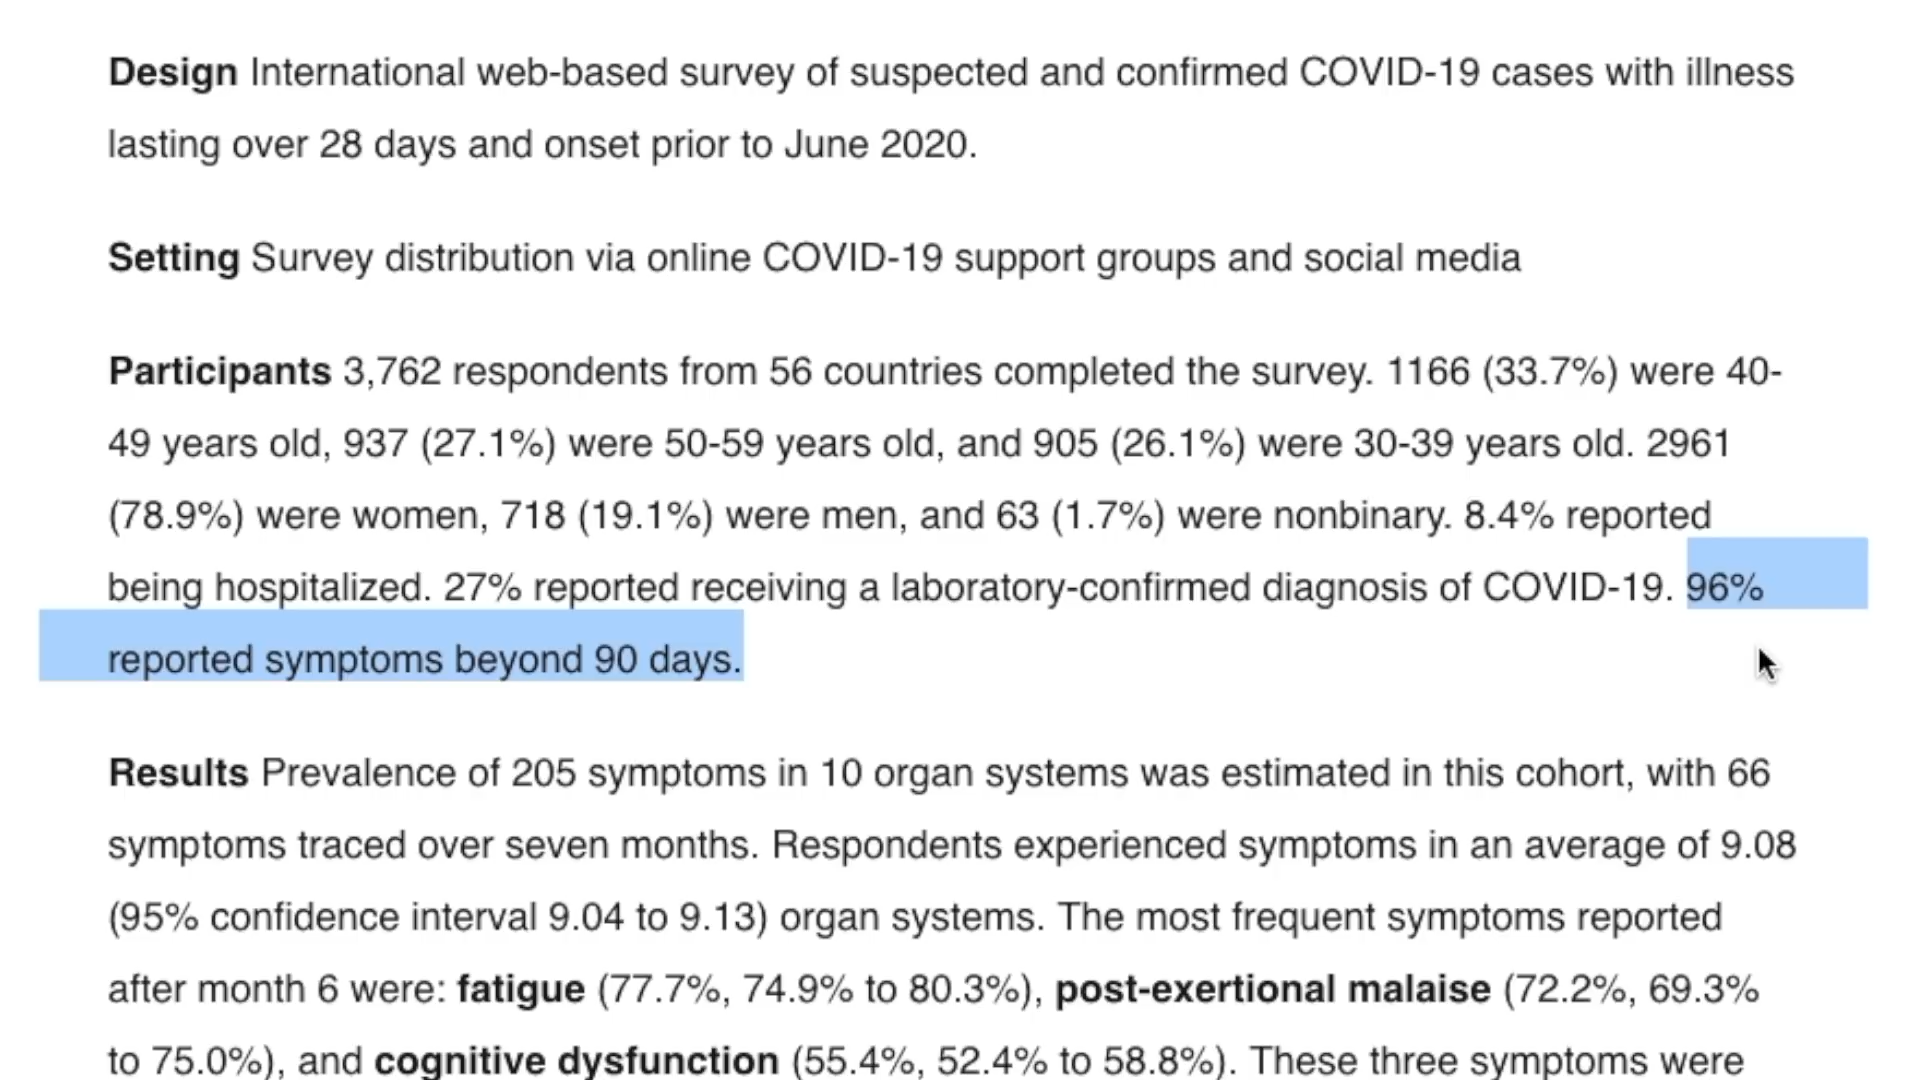 Design International web-based survey of suspected and confirmed COVID-19 cases with illness
lasting over 28 days and onset prior to June 2020.
Setting Survey distribution via online COVID-19 support groups and social media
Participants 3,762 respondents from 56 countries completed the survey. 1166 (33.7%) were 40-
49 years old, 937 (27.1%) were 50-59 years old, and 905 (26.1%) were 30-39 years old. 2961
(78.9%) were women, 718 (19.1%) were men, and 63 (1.7%) were nonbinary. 8.4% reported
being hospitalized. 27% reported receiving a laboratory-confirmed diagnosis of COVID-19. 96%
reported symptoms beyond 90 days.
Results Prevalence of 205 symptoms in 10 organ systems was estimated in this cohort, with 66
symptoms traced over seven months. Respondents experienced symptoms in an average of 9.08
(95% confidence interval 9.04 to 9.13) organ systems. The most frequent symptoms reported
after month 6 were: fatigue (77.7%, 74.9% to 80.3%), post-exertional malaise (72.2%, 69.3%
to 75.0%), and cognitive dysfunction (55.4%, 52.4% to 58.8%). These three symptoms were